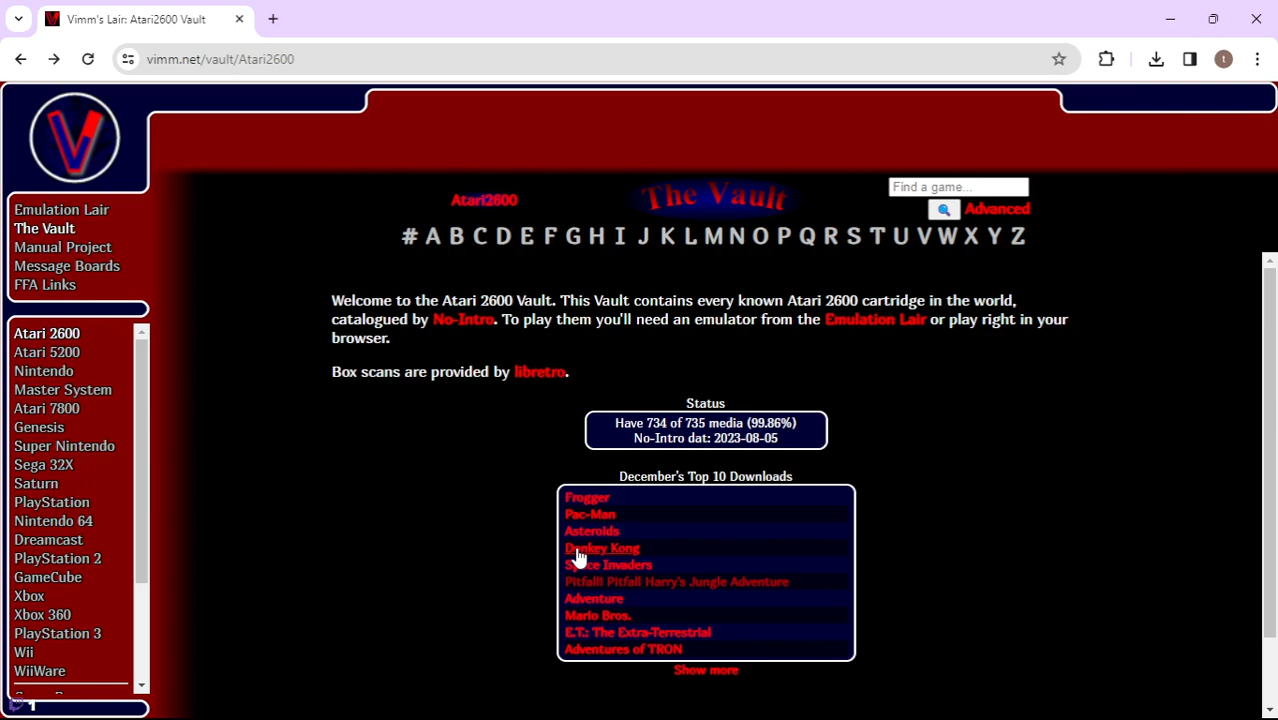 Vimm's Lair: Atari2600 Vault
vimm.net/vault/Atari2600
t
V
Emulation Lair
The Vault
Manual Project
Message Boards
FFA Links
Atari 2600
Atari 5200
Nintendo
Master System
Atari 7800
Genesis
Super Nintendo
Sega 32X
Saturn
PlayStation
Nintendo 64
Dreamcast
PlayStation 2
GameCube
Xbox
Xbox 360
PlayStation 3
Wii
WiiWare
1
Atari2600
The Vault
Find a game...
Advanced
# A B C D E F G H I J K L M N O P Q R S T U V W X Y Z
Welcome to the Atari 2600 Vault. This Vault contains every known Atari 2600 cartridge in the world,
catalogued by No-Intro. To play them you'll need an emulator from the Emulation Lair or play right in your
browser.
Box scans are provided by libretro.
Status
Have 734 of 735 media (99.86%)
No-Intro dat: 2023-08-05
December's Top 10 Downloads
Frogger
Pac-Man
Asteroids
Donkey Kong
Space Invaders
Pitfall! Pitfall Harry's Jungle Adventure
Adventure
Mario Bros.
E.T.: The Extra-Terrestrial
Adventures of TRON
Show more